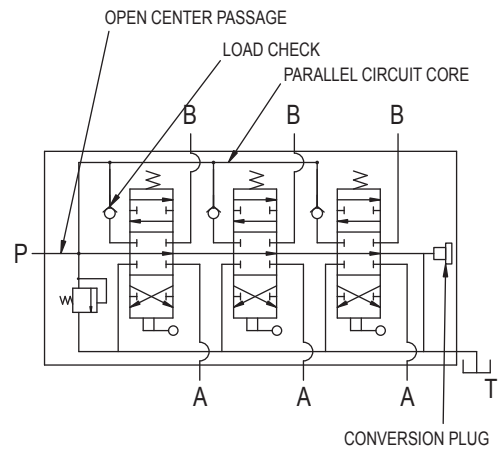 OPEN CENTER PASSAGE
LOAD CHECK
PARALLEL CIRCUIT CORE
B B B
P
A A A
T
CONVERSION PLUG